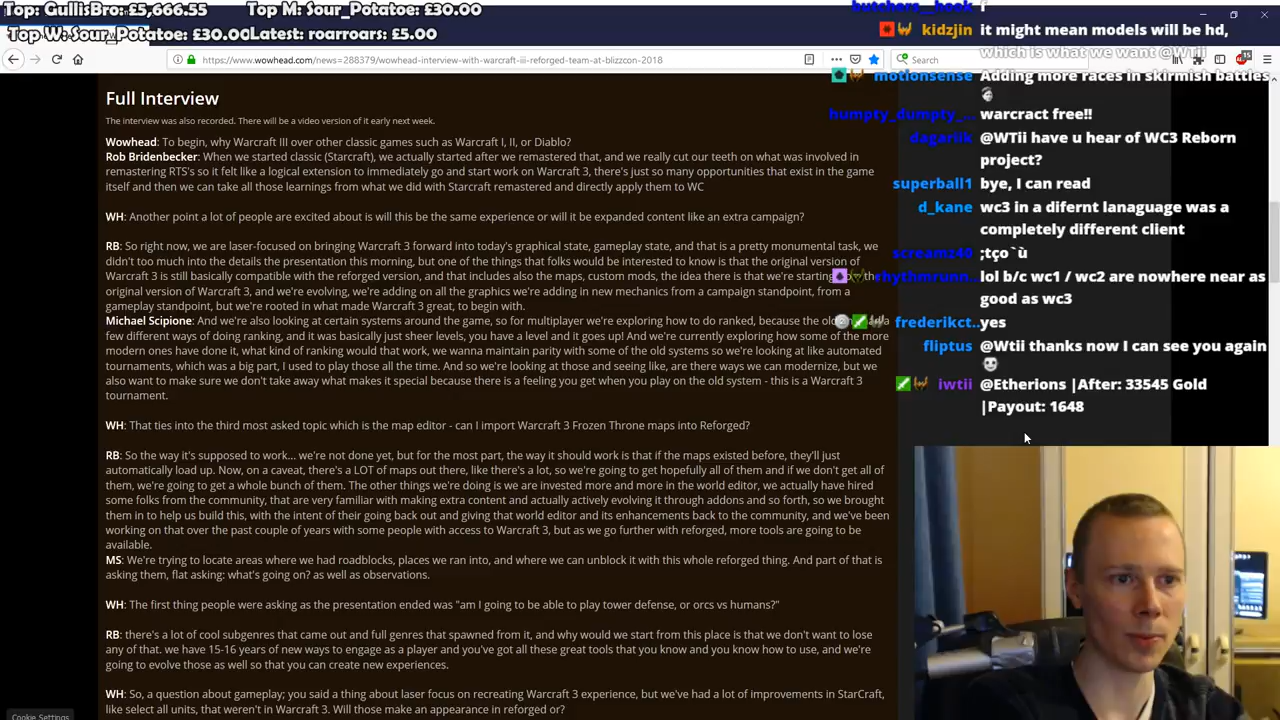 Top: GullisBro: £5,666.55
Top M: Sour_Potatoe: £30.00
Top W: Sour_Potatoe: £30.00
Latest: roarroars: £5.00
https://www.wowhead.com/news=288379/wowhead-interview-with-warcraft-iii-reforged-team-at-blizzcon-2018
Search
15
Full Interview
The interview was also recorded. There will be a video version of it early next week.
Wowhead: To begin, why Warcraft III over other classic games such as Warcraft I, II, or Diablo?
Rob Bridenbecker: When we started classic (Starcraft), we actually started after we remastered that, and we really cut our teeth on what was involved in
remastering RTS's so it felt like a logical extension to immediately go and start work on Warcraft 3, there's just so many opportunities that exist in the game
itself and then we can take all those learnings from what we did with Starcraft remastered and directly apply them to WC
WH: Another point a lot of people are excited about is will this be the same experience or will it be expanded content like an extra campaign?
RB: So right now, we are laser-focused on bringing Warcraft 3 forward into today's graphical state, gameplay state, and that is a pretty monumental task, we
didn't too much into the details the presentation this morning, but one of the things that folks would be interested to know is that the original version of
Warcraft 3 is still basically compatible with the reforged version, and that includes also the maps, custom mods, the idea there is that we're starting the
original version of Warcraft 3, and we're evolving, we're adding on all the graphics we're adding in new mechanics from a campaign standpoint, from a
gameplay standpoint, but we're rooted in what made Warcraft 3 great, to begin with.
Michael Scipione: And we're also looking at certain systems around the game, so for multiplayer we're exploring how to do ranked, because the old a
few different ways of doing ranking, and it was basically just sheer levels, you have a level and it goes up! And we're currently exploring how some of the more
modern ones have done it, what kind of ranking would that work, we wanna maintain parity with some of the old systems so we're looking at like automated
tournaments, which was a big part, I used to play those all the time. And so we're looking at those and seeing like, are there ways we can modernize, but we
also want to make sure we don't take away what makes it special because there is a feeling you get when you play on the old system - this is a Warcraft 3
tournament.
WH: That ties into the third most asked topic which is the map editor - can I import Warcraft 3 Frozen Throne maps into Reforged?
RB: So the way it's supposed to work... we're not done yet, but for the most part, the way it should work is that if the maps existed before, they'll just
automatically load up. Now, on a caveat, there's a LOT of maps out there, like there's a lot, so we're going to get hopefully all of them and if we don't get all of
them, we're going to get a whole bunch of them. The other things we're doing is we are invested more and more in the world editor, we actually have hired
some folks from the community, that are very familiar with making extra content and actually actively evolving it through addons and so forth, so we brought
them in to help us build this, with the intent of their going back out and giving that world editor and its enhancements back to the community, and we've been
working on that over the past couple of years with some people with access to Warcraft 3, but as we go further with reforged, more tools are going to be
available.
MS: We're trying to locate areas where we had roadblocks, places we ran into, and where we can unblock it with this whole reforged thing. And part of that is
asking them, flat asking: what's going on? as well as observations.
WH: The first thing people were asking as the presentation ended was "am I going to be able to play tower defense, or orcs vs humans?"
RB: there's a lot of cool subgenres that came out and full genres that spawned from it, and why would we start from this place is that we don't want to lose
any of that. we have 15-16 years of new ways to engage as a player and you've got all these great tools that you know and you know how to use, and we're
going to evolve those as well so that you can create new experiences.
WH: So, a question about gameplay; you said a thing about laser focus on recreating Warcraft 3 experience, but we've had a lot of improvements in StarCraft,
like select all units, that weren't in Warcraft 3. Will those make an appearance in reforged or?
Cookie Settings
butchers__hook
kidzjin it might mean models will be hd,
which is what we want @WTii
motionsense Adding more races in skirmish battles
humpty_dumpty_... warcract free!!
dagariik @WTii have u hear of WC3 Reborn
project?
superball1 bye, I can read
d_kane wc3 in a difernt lanaguage was a
completely different client
screamz40 ;tço`ù
rhythmrunn... lol b/c wc1 / wc2 are nowhere near as
good as wc3
frederikct.. yes
fliptus @Wtii thanks now I can see you again
iwtii @Etherions |After: 33545 Gold
|Payout: 1648